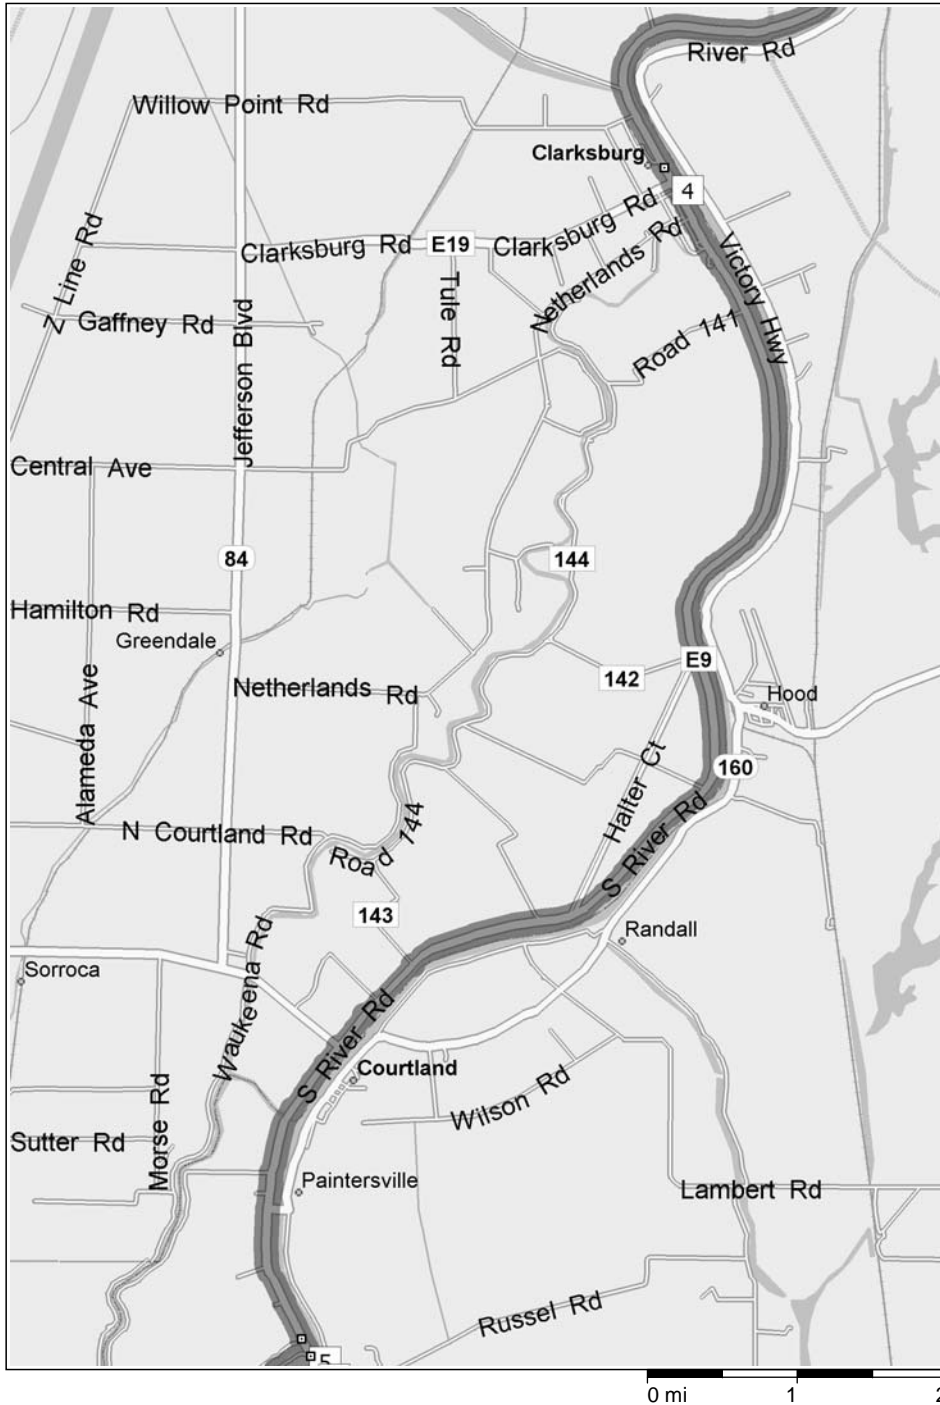 River Rd
Willow Point Rd
Clarksburg
4
Clarksburg Rd
E19
Clarksburg Rd
Netherlands Rd
Victory Hwy
Z Line Rd
Tule Rd
Gaffney Rd
Jefferson Blvd
Road 141
Central Ave
84
144
Hamilton Rd
Greendale
E9
142
Netherlands Rd
Hood
Alameda Ave
160
Halter Ct
N Courtland Rd
Road 144
S River Rd
143
Randall
Sorroca
Waukeena Rd
S River Rd
Courtland
Wilson Rd
Morse Rd
Sutter Rd
Paintersville
Lambert Rd
Russel Rd
5
0 mi 1 2